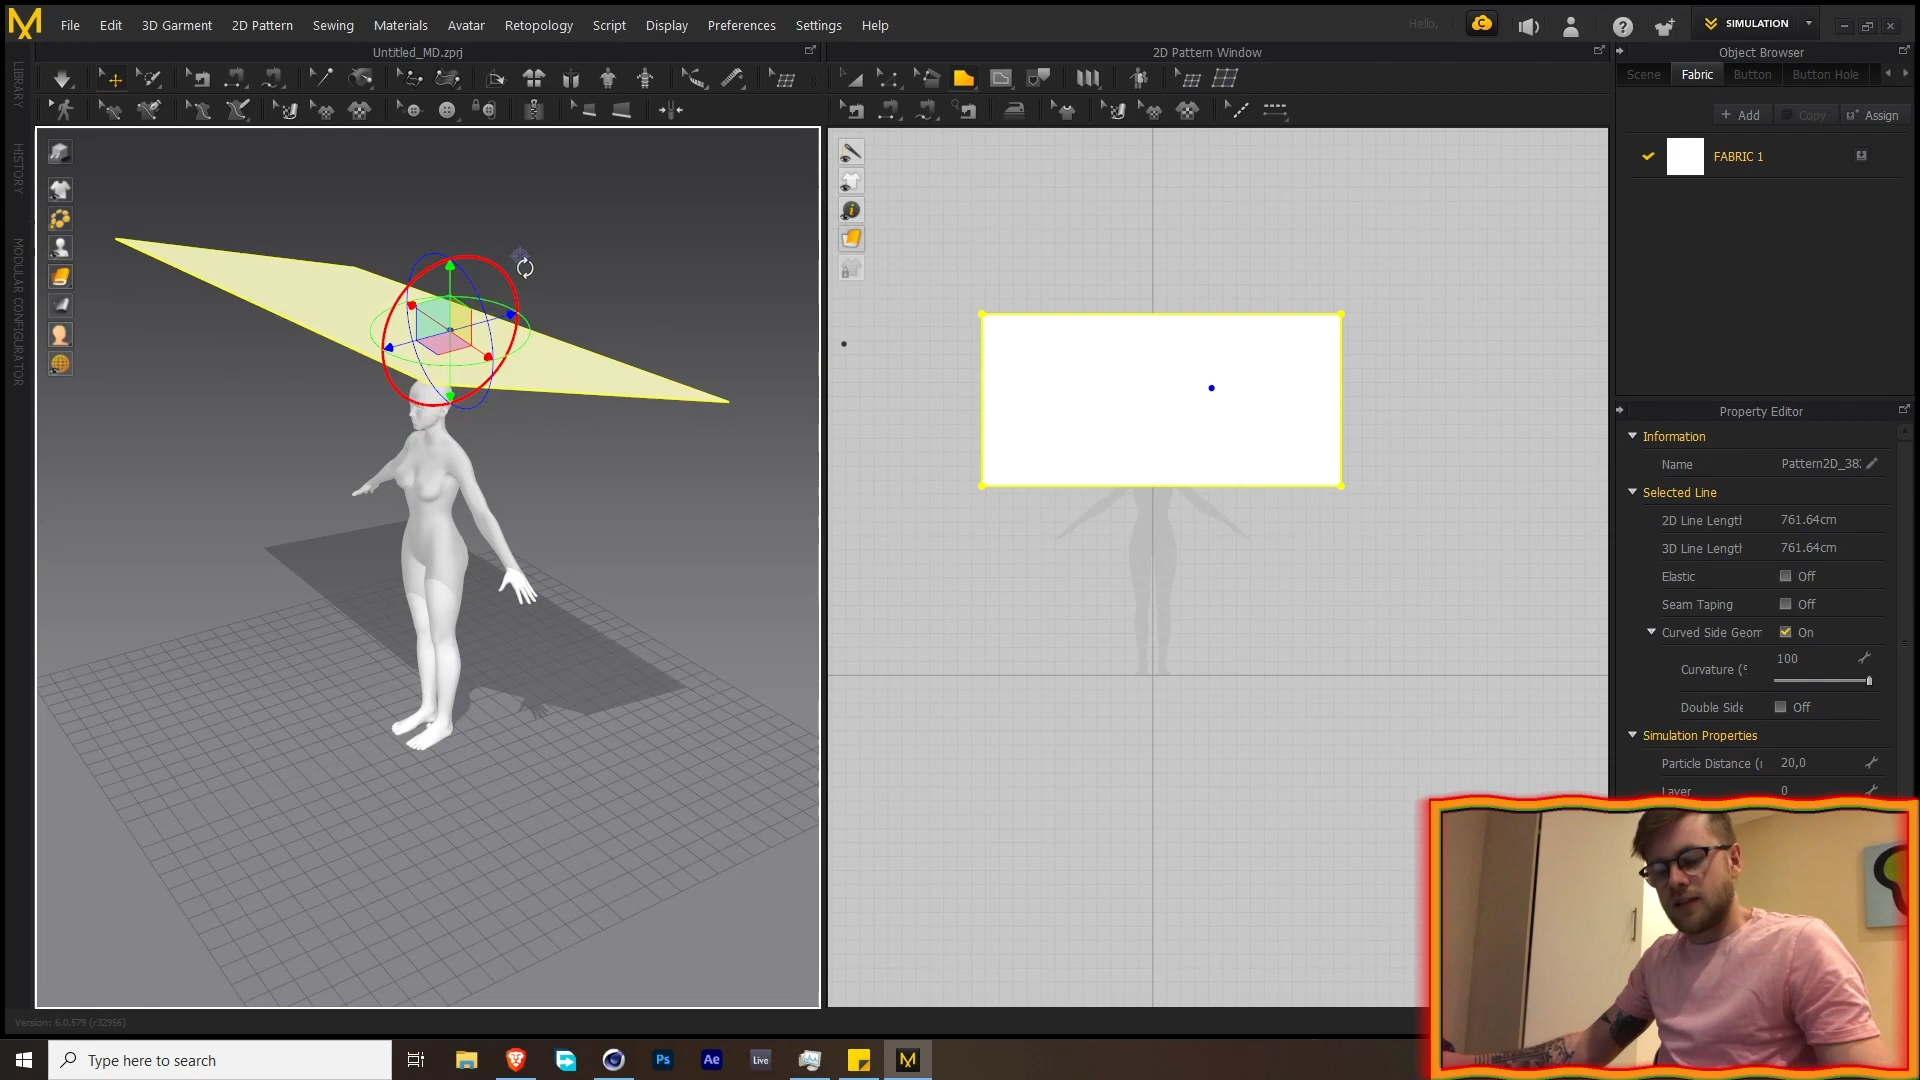 File Edit 3D Garment 2D Pattern Sewing Materials Avatar Retopology Script Display Preferences Settings Help
Hello,
SIMULATION
Untitled_MD.zprj
2D Pattern Window
Object Browser
Scene Fabric Button Button Hole
+ Add Copy Assign
FABRIC 1
LIBRARY
HISTORY
MODULAR CONFIGURATOR
Property Editor
Information
Name Pattern2D_38
Selected Line
2D Line Length 761.64cm
3D Line Length 761.64cm
Elastic Off
Seam Taping Off
Curved Side Geom On
Curvature (% 100
Double Side Off
Simulation Properties
Particle Distance (r 20,0
Layer 0
Version: 6.0.579 (r32956)
Type here to search
Ps
Ae
Live